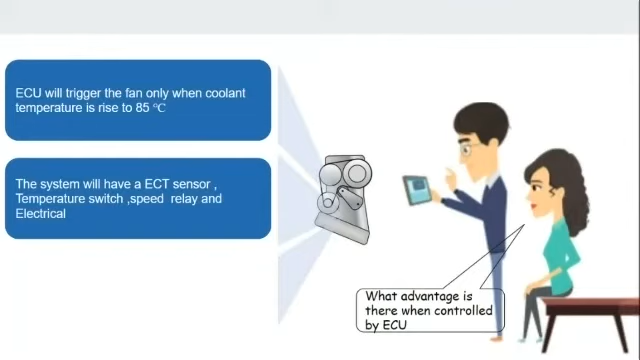 ECU will trigger the fan only when coolant
temperature is rise to 85 ℃
The system will have a ECT sensor ,
Temperature switch ,speed  relay and
Electrical
What advantage is
there when controlled
by ECU